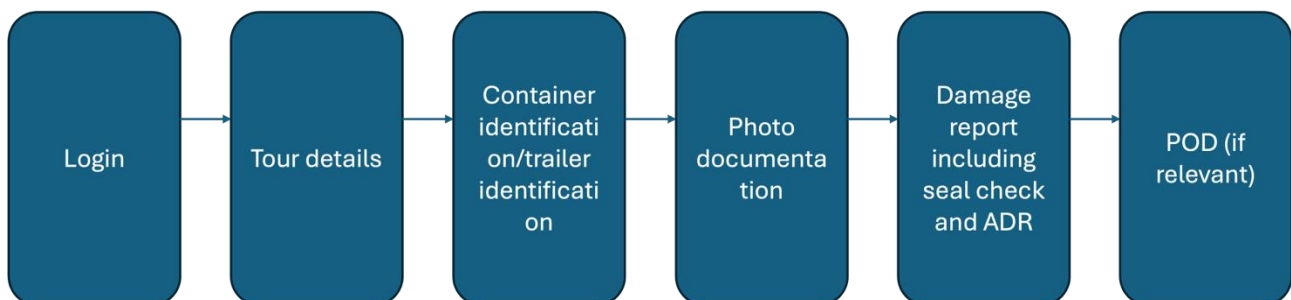 Login
Tour details
Container
identificati
on/trailer
identificati
on
Photo
documenta
tion
Damage
report
including
seal check
and ADR
POD (if
relevant)